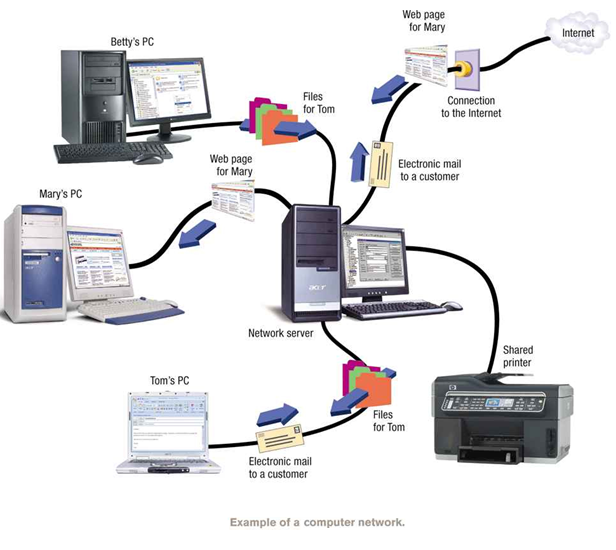 Betty's PC
Files
for Tom
Web page
for Mary
Internet
Connection
to the Internet
Electronic mail
to a customer
Web page
for Mary
Mary's PC
acer
Network server
Shared
printer
Tom's PC
Files
for Tom
Electronic mail
to a customer
Example of a computer network.